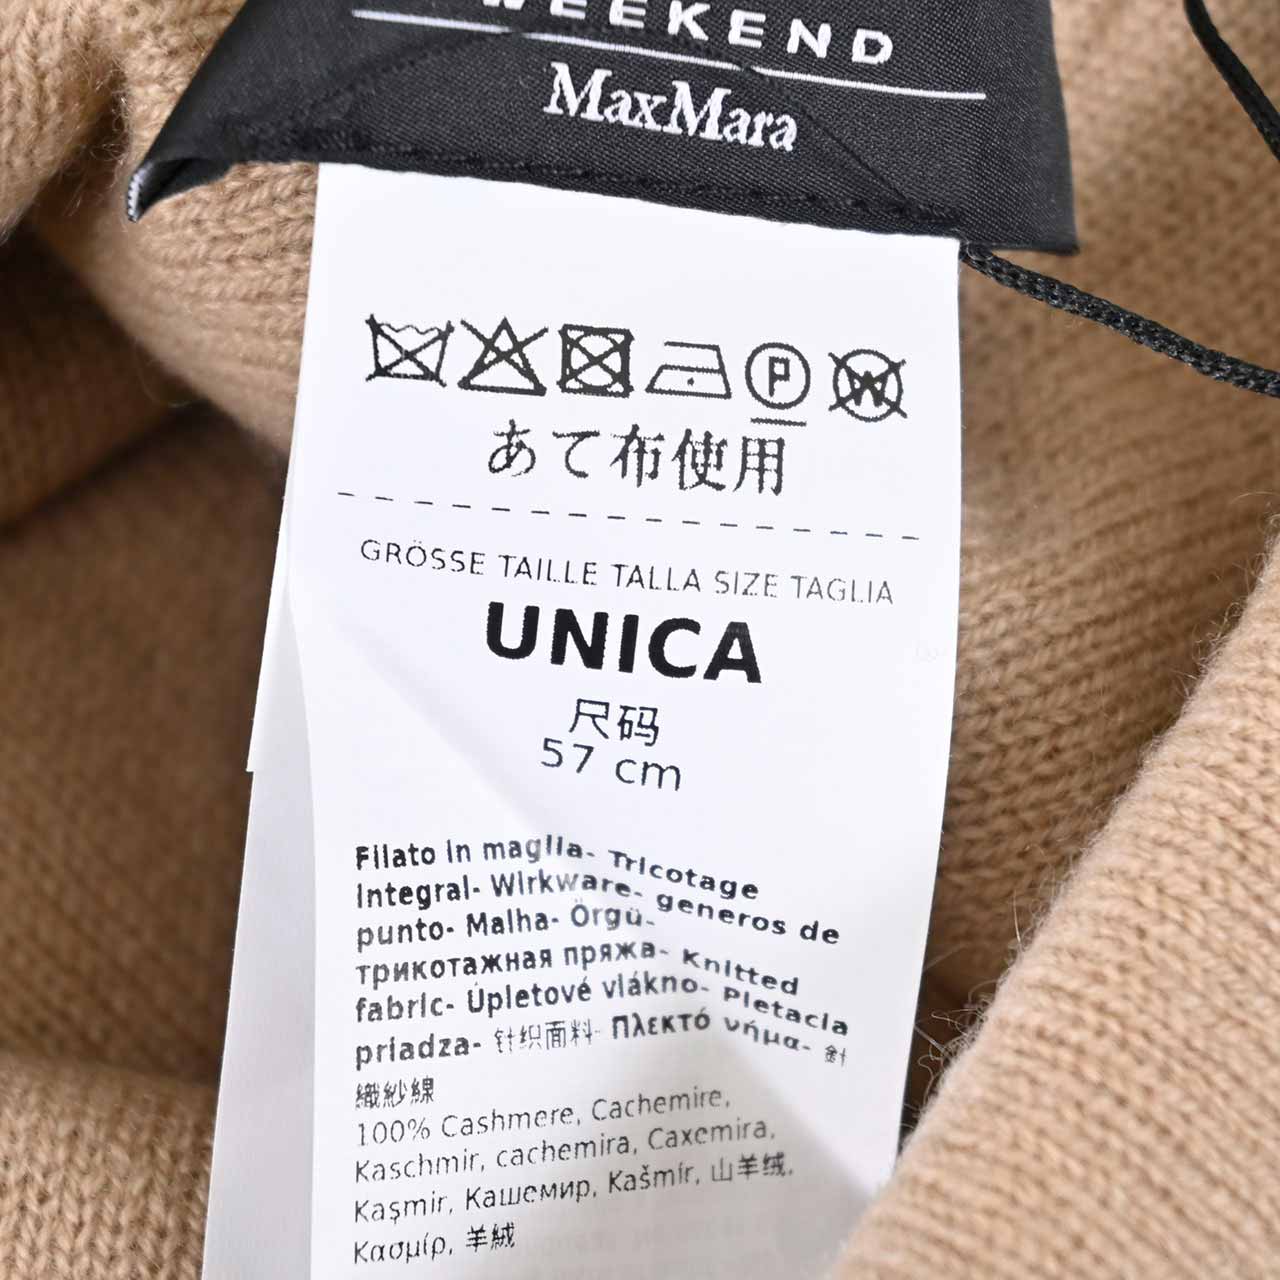 WEEKEND
MaxMara
P W
あて布使用
GRÖSSE TAILLE TALLA SIZE TAGLIA
UNICA
尺码
57 cm
Filato in maglia- Tricotage
integral- Wirkware- generos de
punto- Malha- Örgü-
трикотажная пряжа- Knitted
fabric- Úpletové vlákno- Pletacia
priadza- 针织面料- Πλεκτό νήμα- 針
織紗線
100% Cashmere, Cachemire,
Kaschmir, cachemira, Caxemira,
Kaşmir, Кашемир, Kašmír, 山羊绒,
Κασμίρ, 羊絨